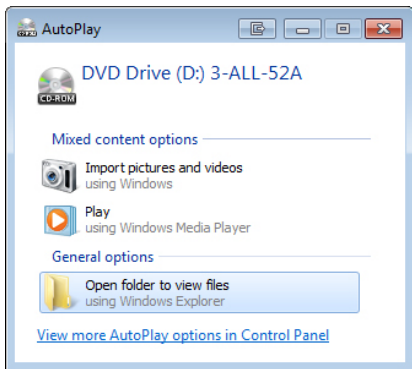 AutoPlay
DVD Drive (D:) 3-ALL-52A
CD-ROM
Mixed content options
Import pictures and videos
using Windows
Play
using Windows Media Player
General options
Open folder to view files
using Windows Explorer
View more AutoPlay options in Control Panel